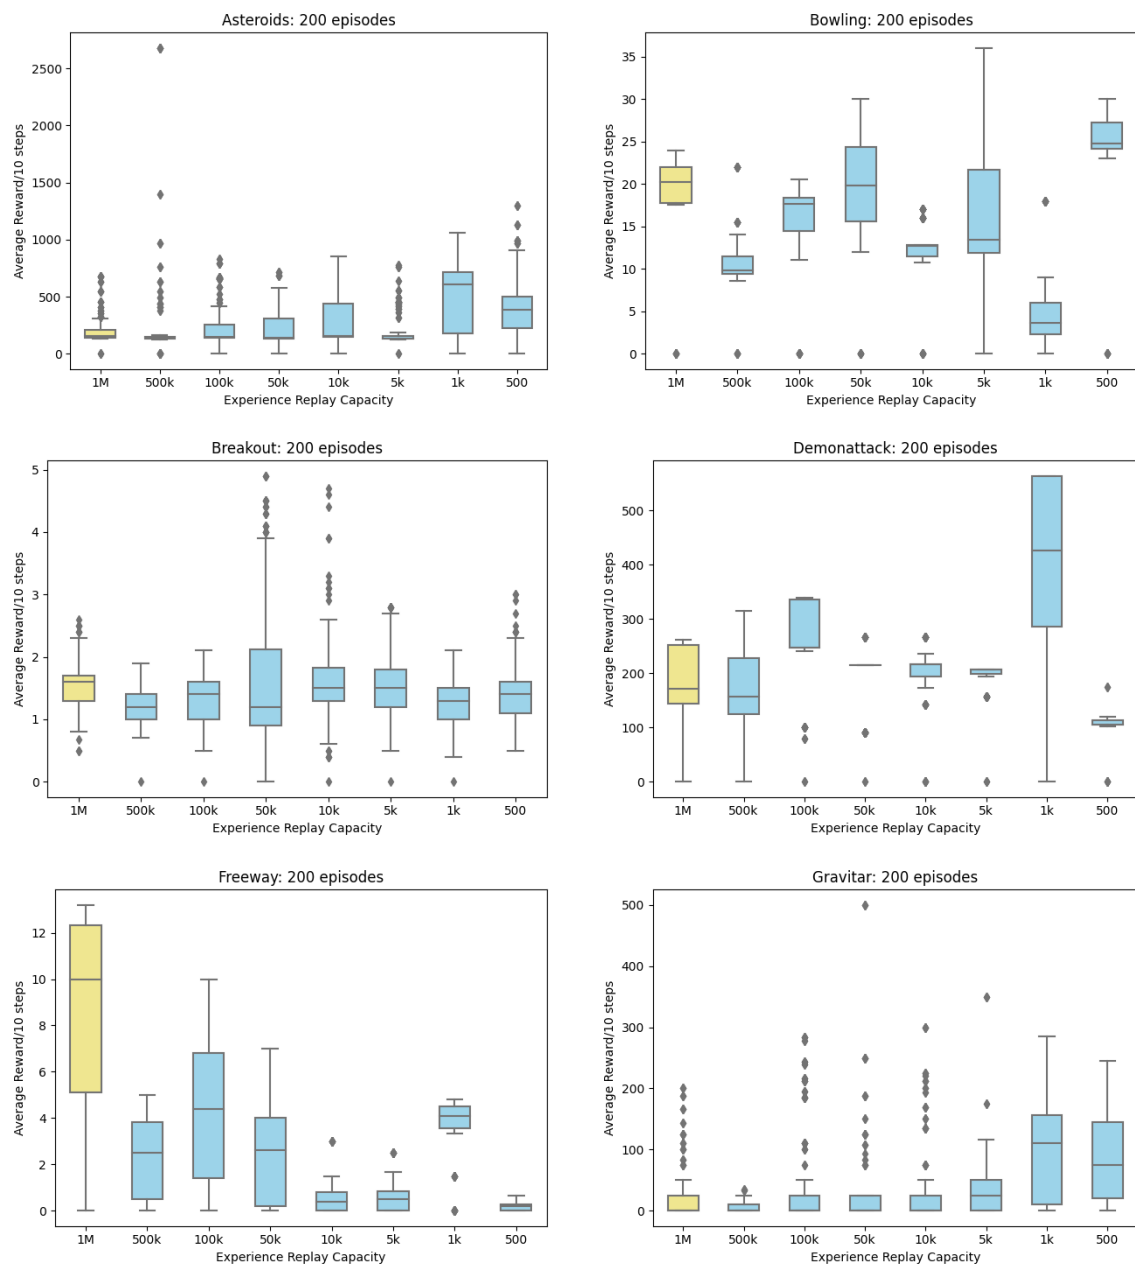 Asteroids: 200 episodes
Average Reward/10 steps
2500
2000
1500
1000
500
0
1M 500k 100k 50k 10k 5k 1k 500
Experience Replay Capacity
Bowling: 200 episodes
Average Reward/10 steps
35
30
25
20
15
10
5
0
1M 500k 100k 50k 10k 5k 1k 500
Experience Replay Capacity
Breakout: 200 episodes
Average Reward/10 steps
5
4
3
2
1
0
1M 500k 100k 50k 10k 5k 1k 500
Experience Replay Capacity
Demonattack: 200 episodes
Average Reward/10 steps
500
400
300
200
100
0
1M 500k 100k 50k 10k 5k 1k 500
Experience Replay Capacity
Freeway: 200 episodes
Average Reward/10 steps
12
10
8
6
4
2
0
1M 500k 100k 50k 10k 5k 1k 500
Experience Replay Capacity
Gravitar: 200 episodes
Average Reward/10 steps
500
400
300
200
100
0
1M 500k 100k 50k 10k 5k 1k 500
Experience Replay Capacity